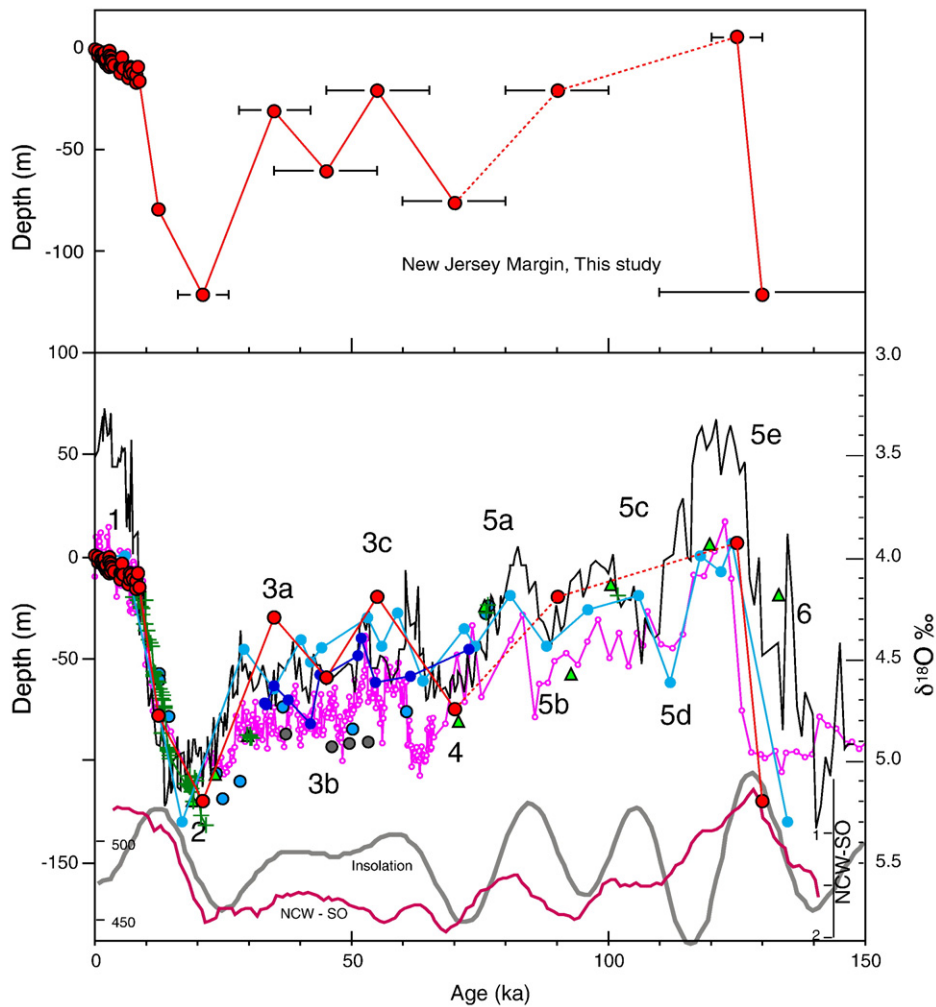 0
-50
-100
Depth (m)
New Jersey Margin, This study
100
50
0
-50
-100
-150
Depth (m)
3.0
3.5
4.0
4.5
5.0
5.5
δ18O ‰
1
2
3a
3b
3c
4
5a
5b
5c
5d
5e
6
500
450
Insolation
NCW - SO
1
2
NCW-SO
0
50
100
150
Age (ka)